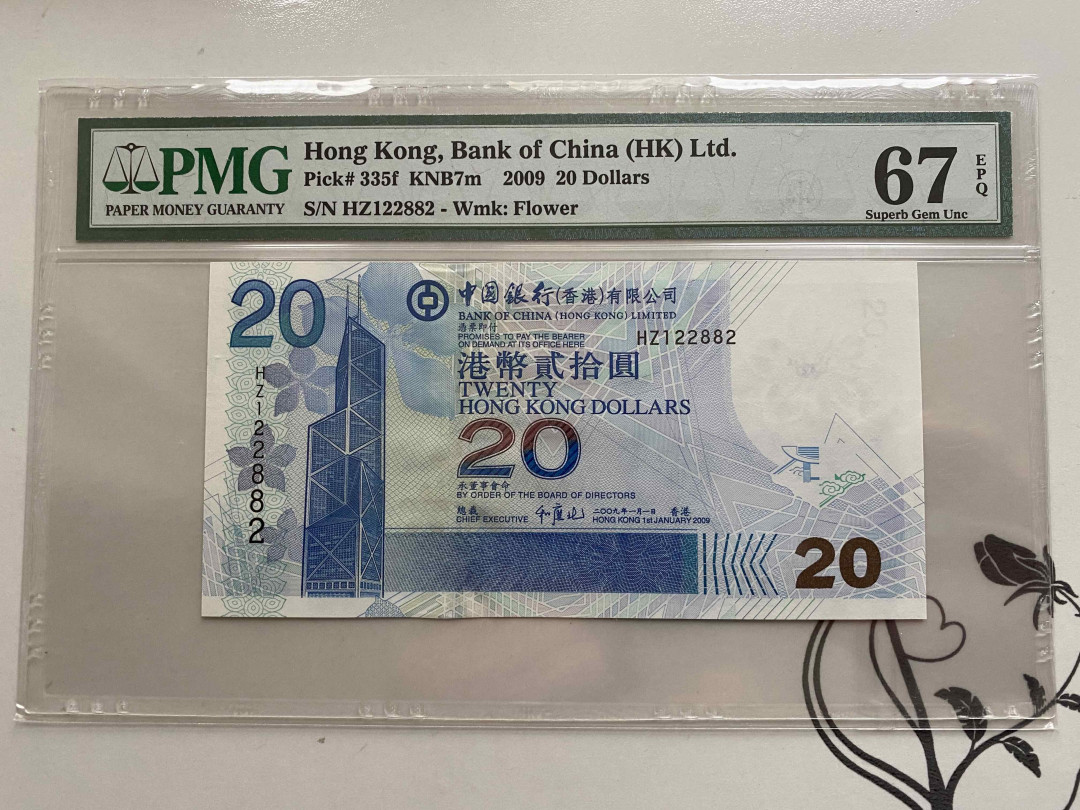 PMG
PAPER MONEY GUARANTY
Hong Kong, Bank of China (HK) Ltd.
Pick# 335f KNB7m 2009 20 Dollars
S/N HZ122882 - Wmk: Flower
67
EPQ
Superb Gem Unc
20
中国銀行(香港)有限公司
BANK OF CHINA (HONG KONG) LIMITED
憑票即付
PROMISES TO PAY THE BEARER
ON DEMAND AT ITS OFFICE HERE
HZ122882
港幣貳拾圓
TWENTY
HONG KONG DOLLARS
20
HZ122882
承董事會命
BY ORDER OF THE BOARD OF DIRECTORS
總裁
CHIEF EXECUTIVE
和廣北
二〇〇九年一月一日 香港
HONG KONG 1st JANUARY 2009
20